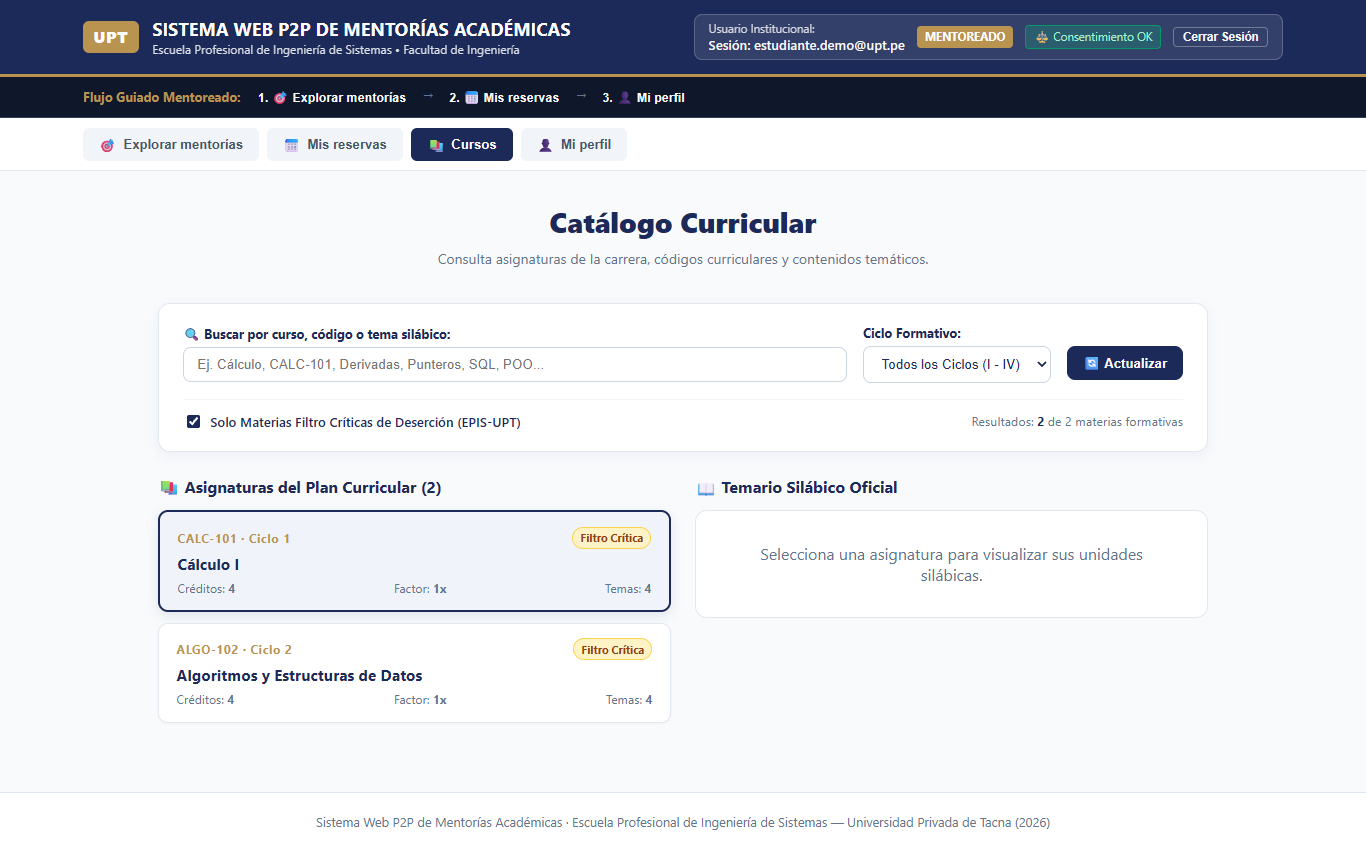 UPT
SISTEMA WEB P2P DE MENTORÍAS ACADÉMICAS
Escuela Profesional de Ingeniería de Sistemas • Facultad de Ingeniería
Usuario Institucional:
Sesión: estudiante.demo@upt.pe
MENTOREADO
Consentimiento OK
Cerrar Sesión
Flujo Guiado Mentoreado: 1. Explorar mentorías → 2. Mis reservas → 3. Mi perfil
Explorar mentorías
Mis reservas
Cursos
Mi perfil
Catálogo Curricular
Consulta asignaturas de la carrera, códigos curriculares y contenidos temáticos.
Buscar por curso, código o tema silábico:
Ej. Cálculo, CALC-101, Derivadas, Punteros, SQL, POO...
Ciclo Formativo:
Todos los Ciclos (I - IV)
Actualizar
Solo Materias Filtro Críticas de Deserción (EPIS-UPT)
Resultados: 2 de 2 materias formativas
Asignaturas del Plan Curricular (2)
CALC-101 · Ciclo 1
Filtro Crítica
Cálculo I
Créditos: 4
Factor: 1x
Temas: 4
ALGO-102 · Ciclo 2
Filtro Crítica
Algoritmos y Estructuras de Datos
Créditos: 4
Factor: 1x
Temas: 4
Temario Silábico Oficial
Selecciona una asignatura para visualizar sus unidades
silábicas.
Sistema Web P2P de Mentorías Académicas · Escuela Profesional de Ingeniería de Sistemas — Universidad Privada de Tacna (2026)